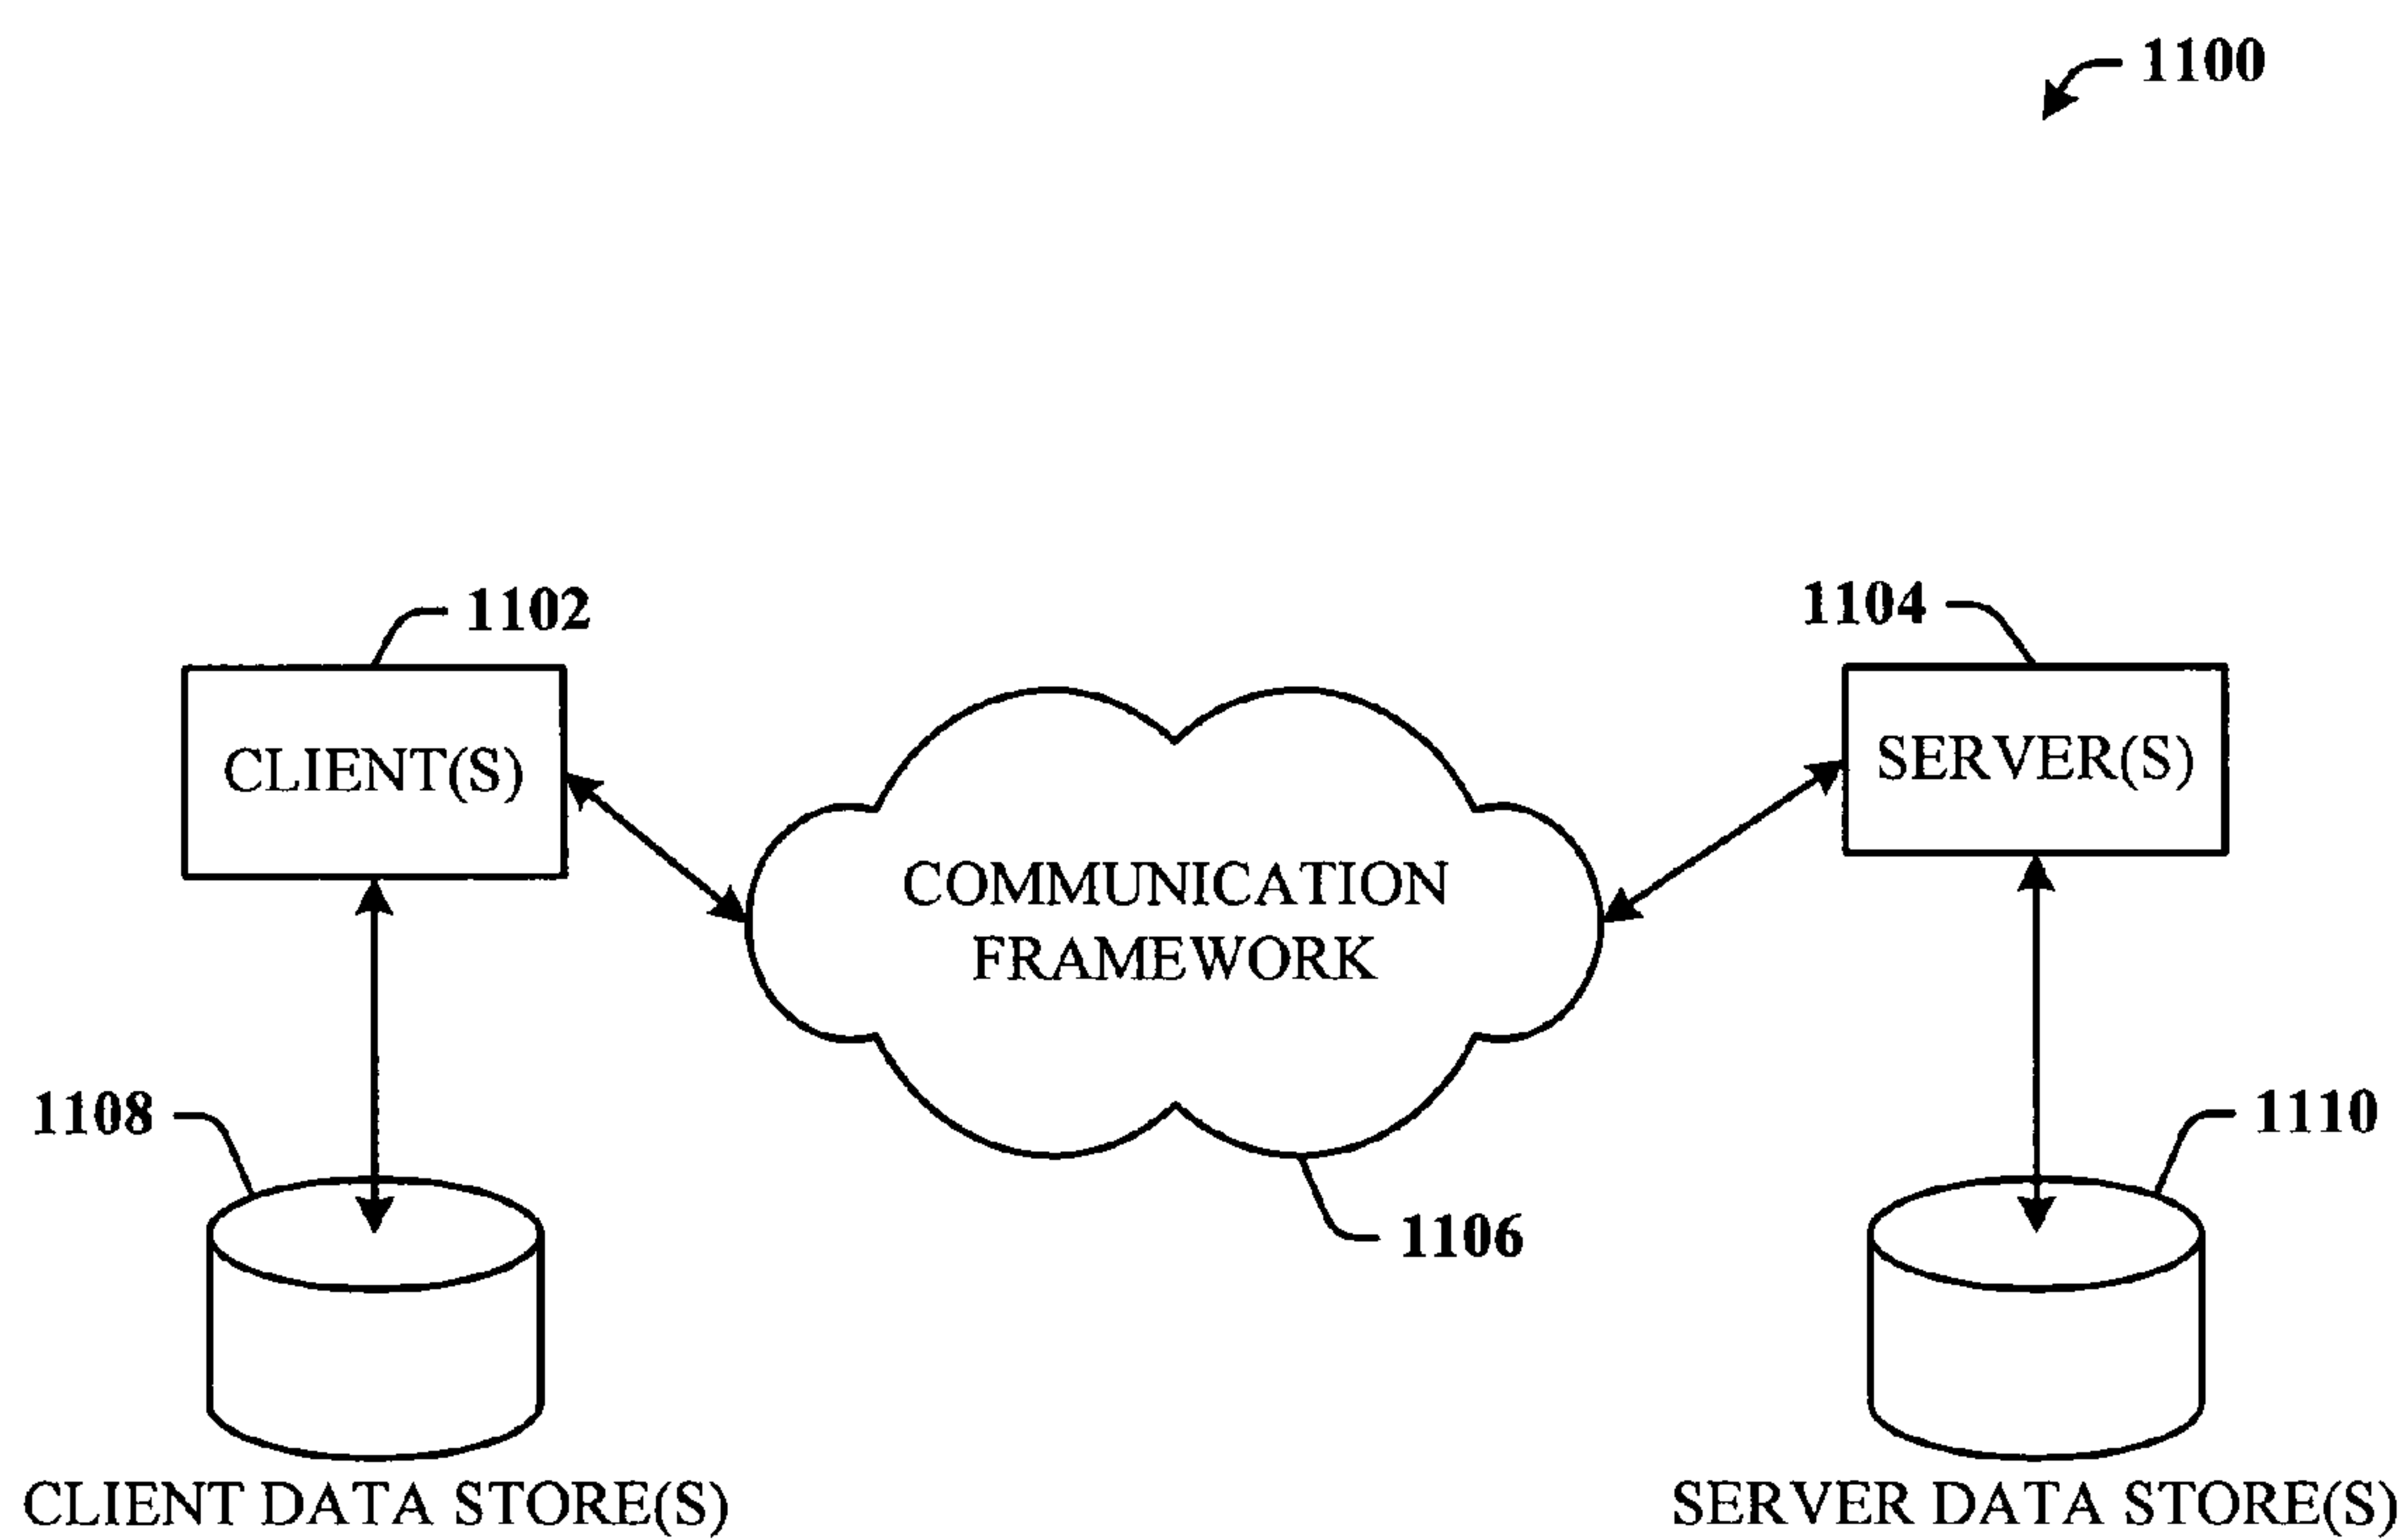 1100
1102
1104
CLIENT(S)
SERVER(S)
COMMUNICATION
FRAMEWORK
1108
1110
1106
CLIENT DATA STORE(S)
SERVER DATA STORE(S)